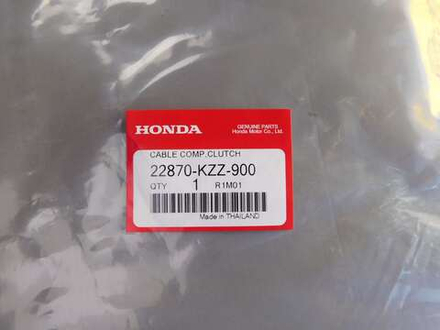 HONDA
GENUINE PARTS
Honda Motor Co., Ltd.
CABLE COMP.CLUTCH
22870-KZZ-900
QTY 1 R1M01
Made in THAILAND